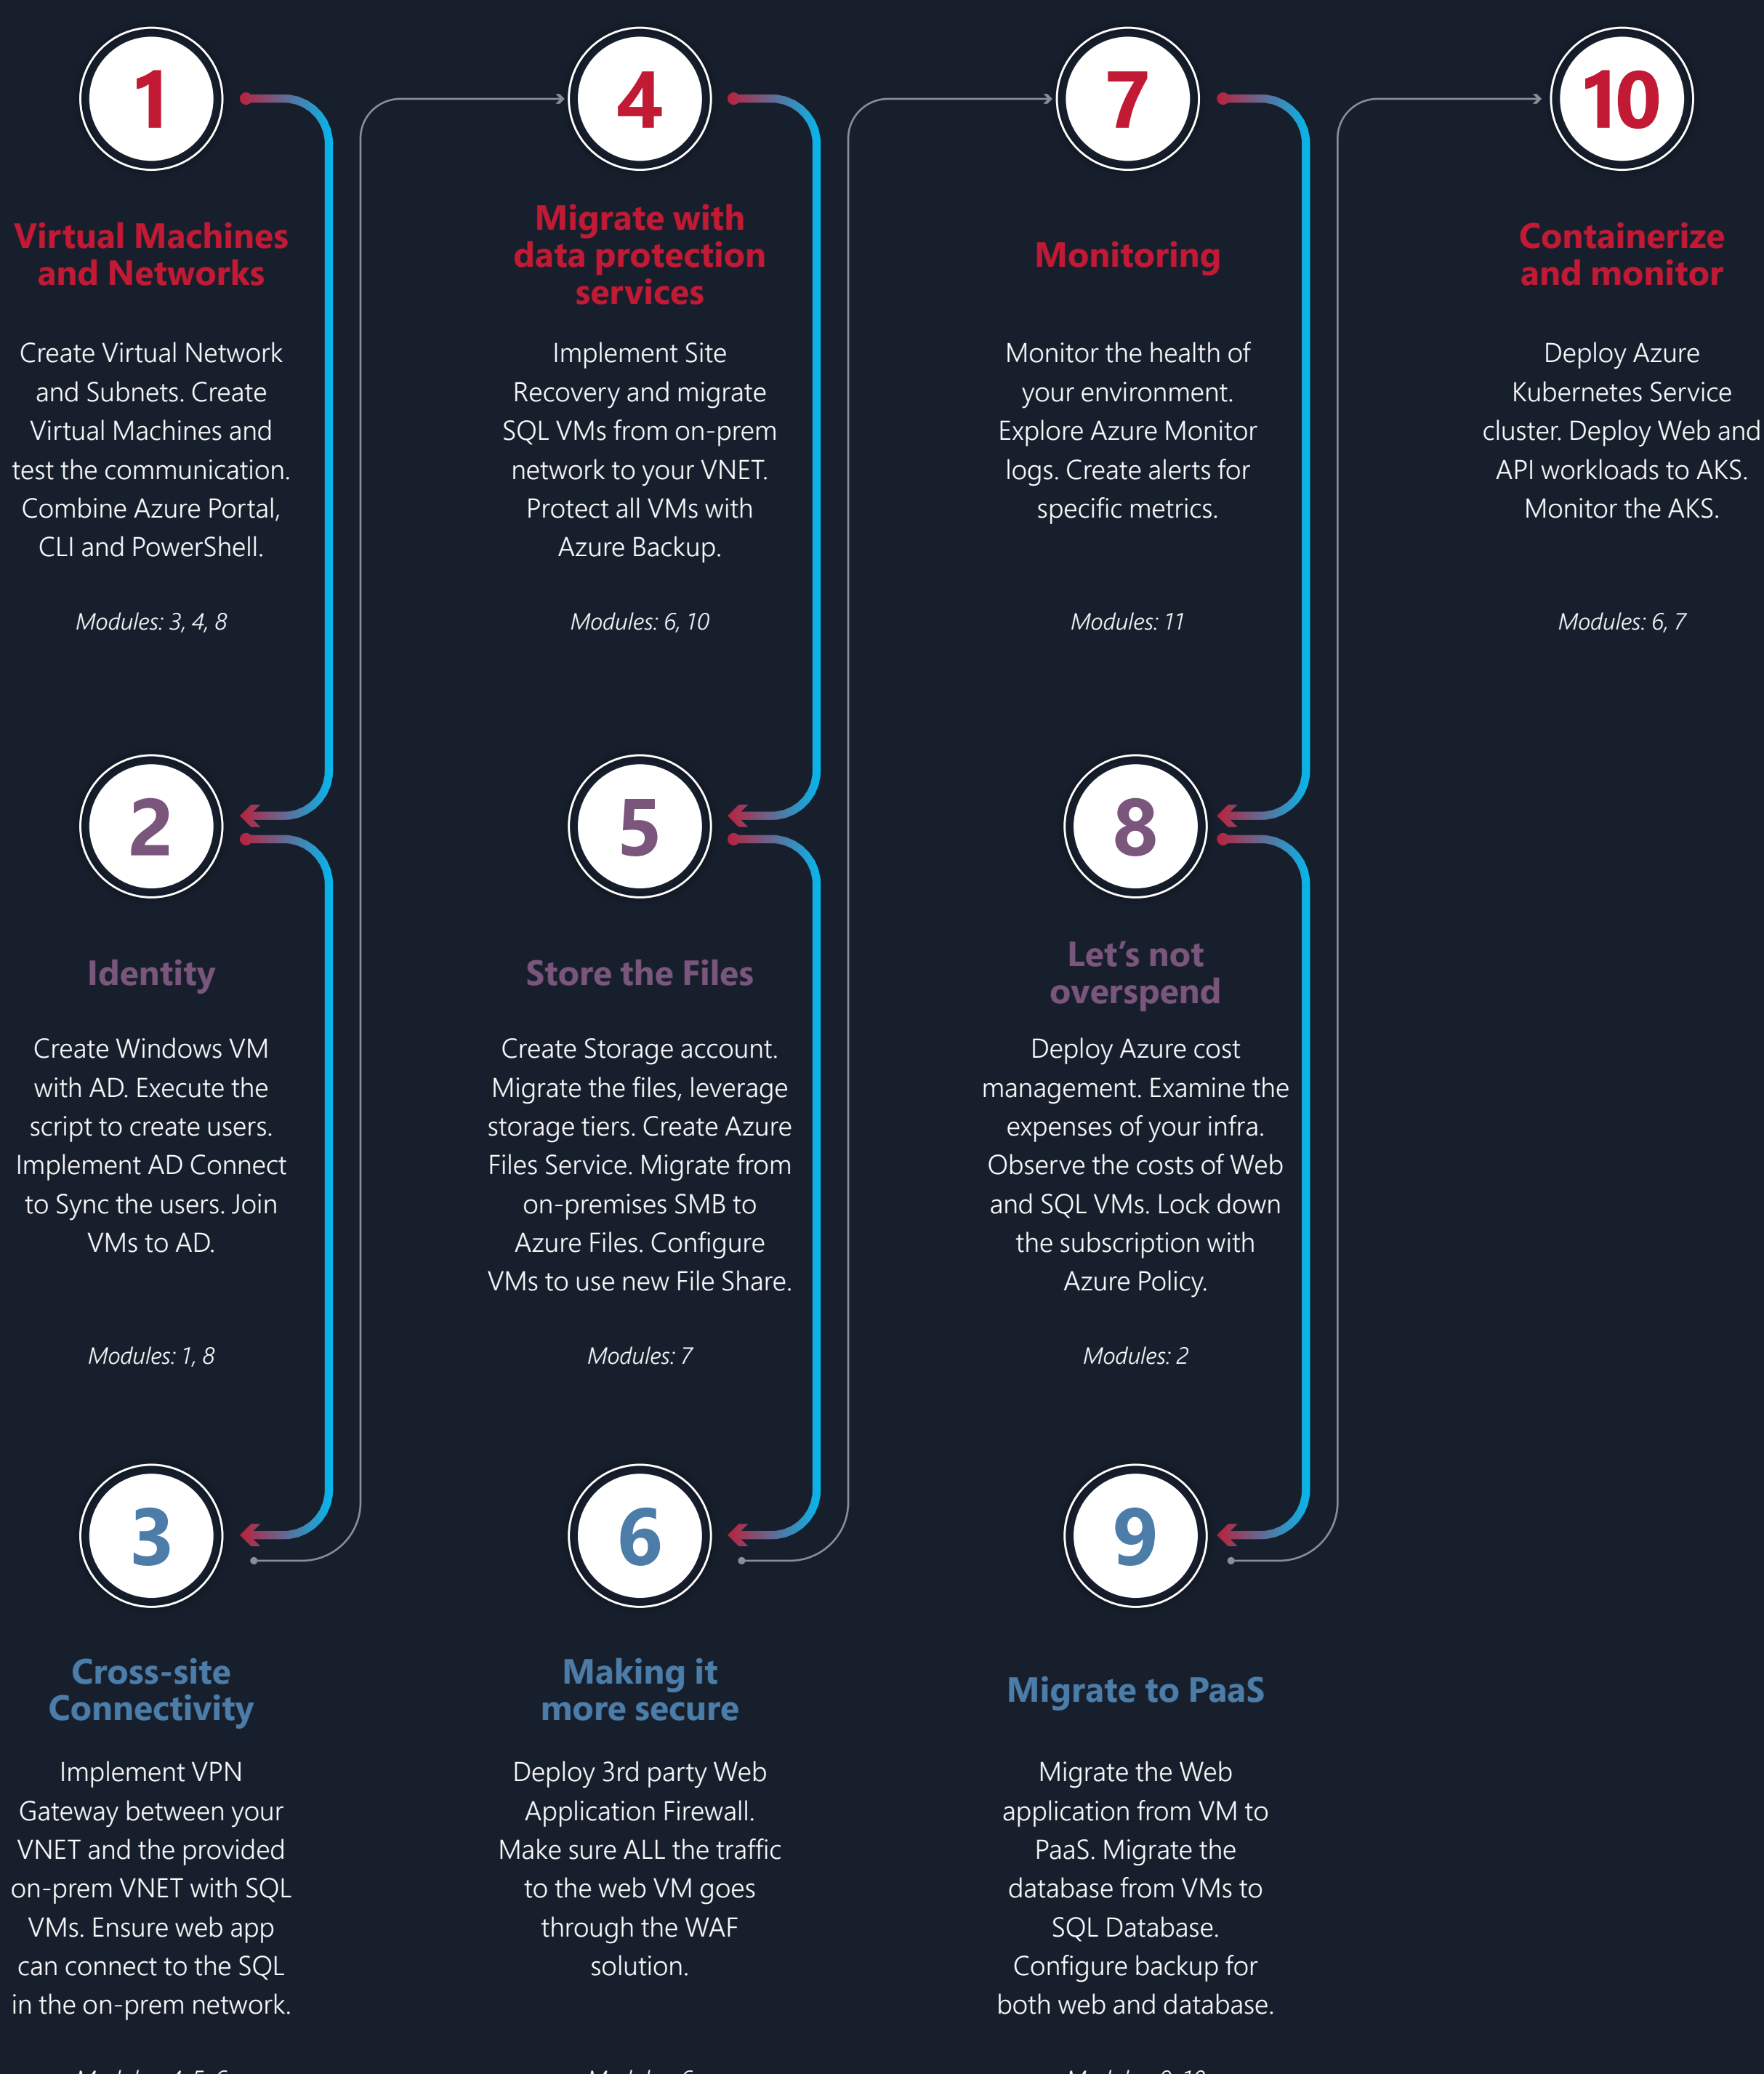 1
Virtual Machines
and Networks
Create Virtual Network
and Subnets. Create
Virtual Machines and
test the communication.
Combine Azure Portal,
CLI and PowerShell.
Modules: 3, 4, 8
2
Identity
Create Windows VM
with AD. Execute the
script to create users.
Implement AD Connect
to Sync the users. Join
VMs to AD.
Modules: 1, 8
3
Cross-site
Connectivity
Implement VPN
Gateway between your
VNET and the provided
on-prem VNET with SQL
VMs. Ensure web app
can connect to the SQL
in the on-prem network.
4
Migrate with
data protection
services
Implement Site
Recovery and migrate
SQL VMs from on-prem
network to your VNET.
Protect all VMs with
Azure Backup.
Modules: 6, 10
5
Store the Files
Create Storage account.
Migrate the files, leverage
storage tiers. Create Azure
Files Service. Migrate from
on-premises SMB to
Azure Files. Configure
VMs to use new File Share.
Modules: 7
6
Making it
more secure
Deploy 3rd party Web
Application Firewall.
Make sure ALL the traffic
to the web VM goes
through the WAF
solution.
7
Monitoring
Monitor the health of
your environment.
Explore Azure Monitor
logs. Create alerts for
specific metrics.
Modules: 11
8
Let’s not
overspend
Deploy Azure cost
management. Examine the
expenses of your infra.
Observe the costs of Web
and SQL VMs. Lock down
the subscription with
Azure Policy.
Modules: 2
9
Migrate to PaaS
Migrate the Web
application from VM to
PaaS. Migrate the
database from VMs to
SQL Database.
Configure backup for
both web and database.
10
Containerize
and monitor
Deploy Azure
Kubernetes Service
cluster. Deploy Web and
API workloads to AKS.
Monitor the AKS.
Modules: 6, 7